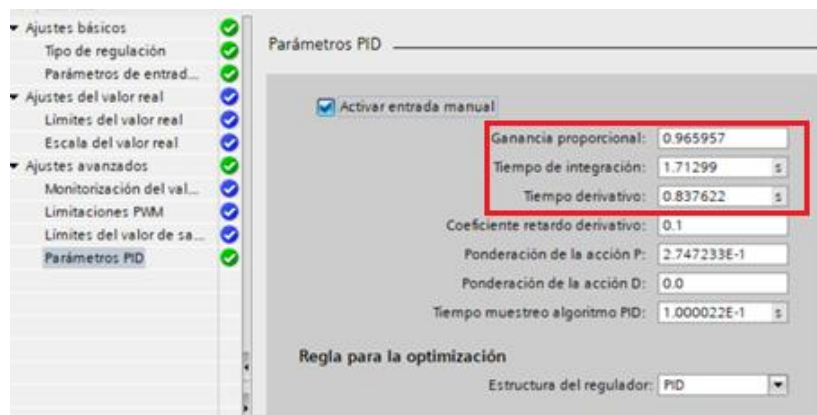 Ajustes básicos
Tipo de regulación
Parámetros de entrad...
Ajustes del valor real
Límites del valor real
Escala del valor real
Ajustes avanzados
Monitorización del val...
Limitaciones PWM
Límites del valor de sa...
Parámetros PID
Parámetros PID
Activar entrada manual
Ganancia proporcional: 0.965957
Tiempo de integración: 1.71299 s
Tiempo derivativo: 0.837622 s
Coeficiente retardo derivativo: 0.1
Ponderación de la acción P: 2.747233E-1
Ponderación de la acción D: 0.0
Tiempo muestreo algoritmo PID: 1.000022E-1 s
Regla para la optimización
Estructura del regulador: PID